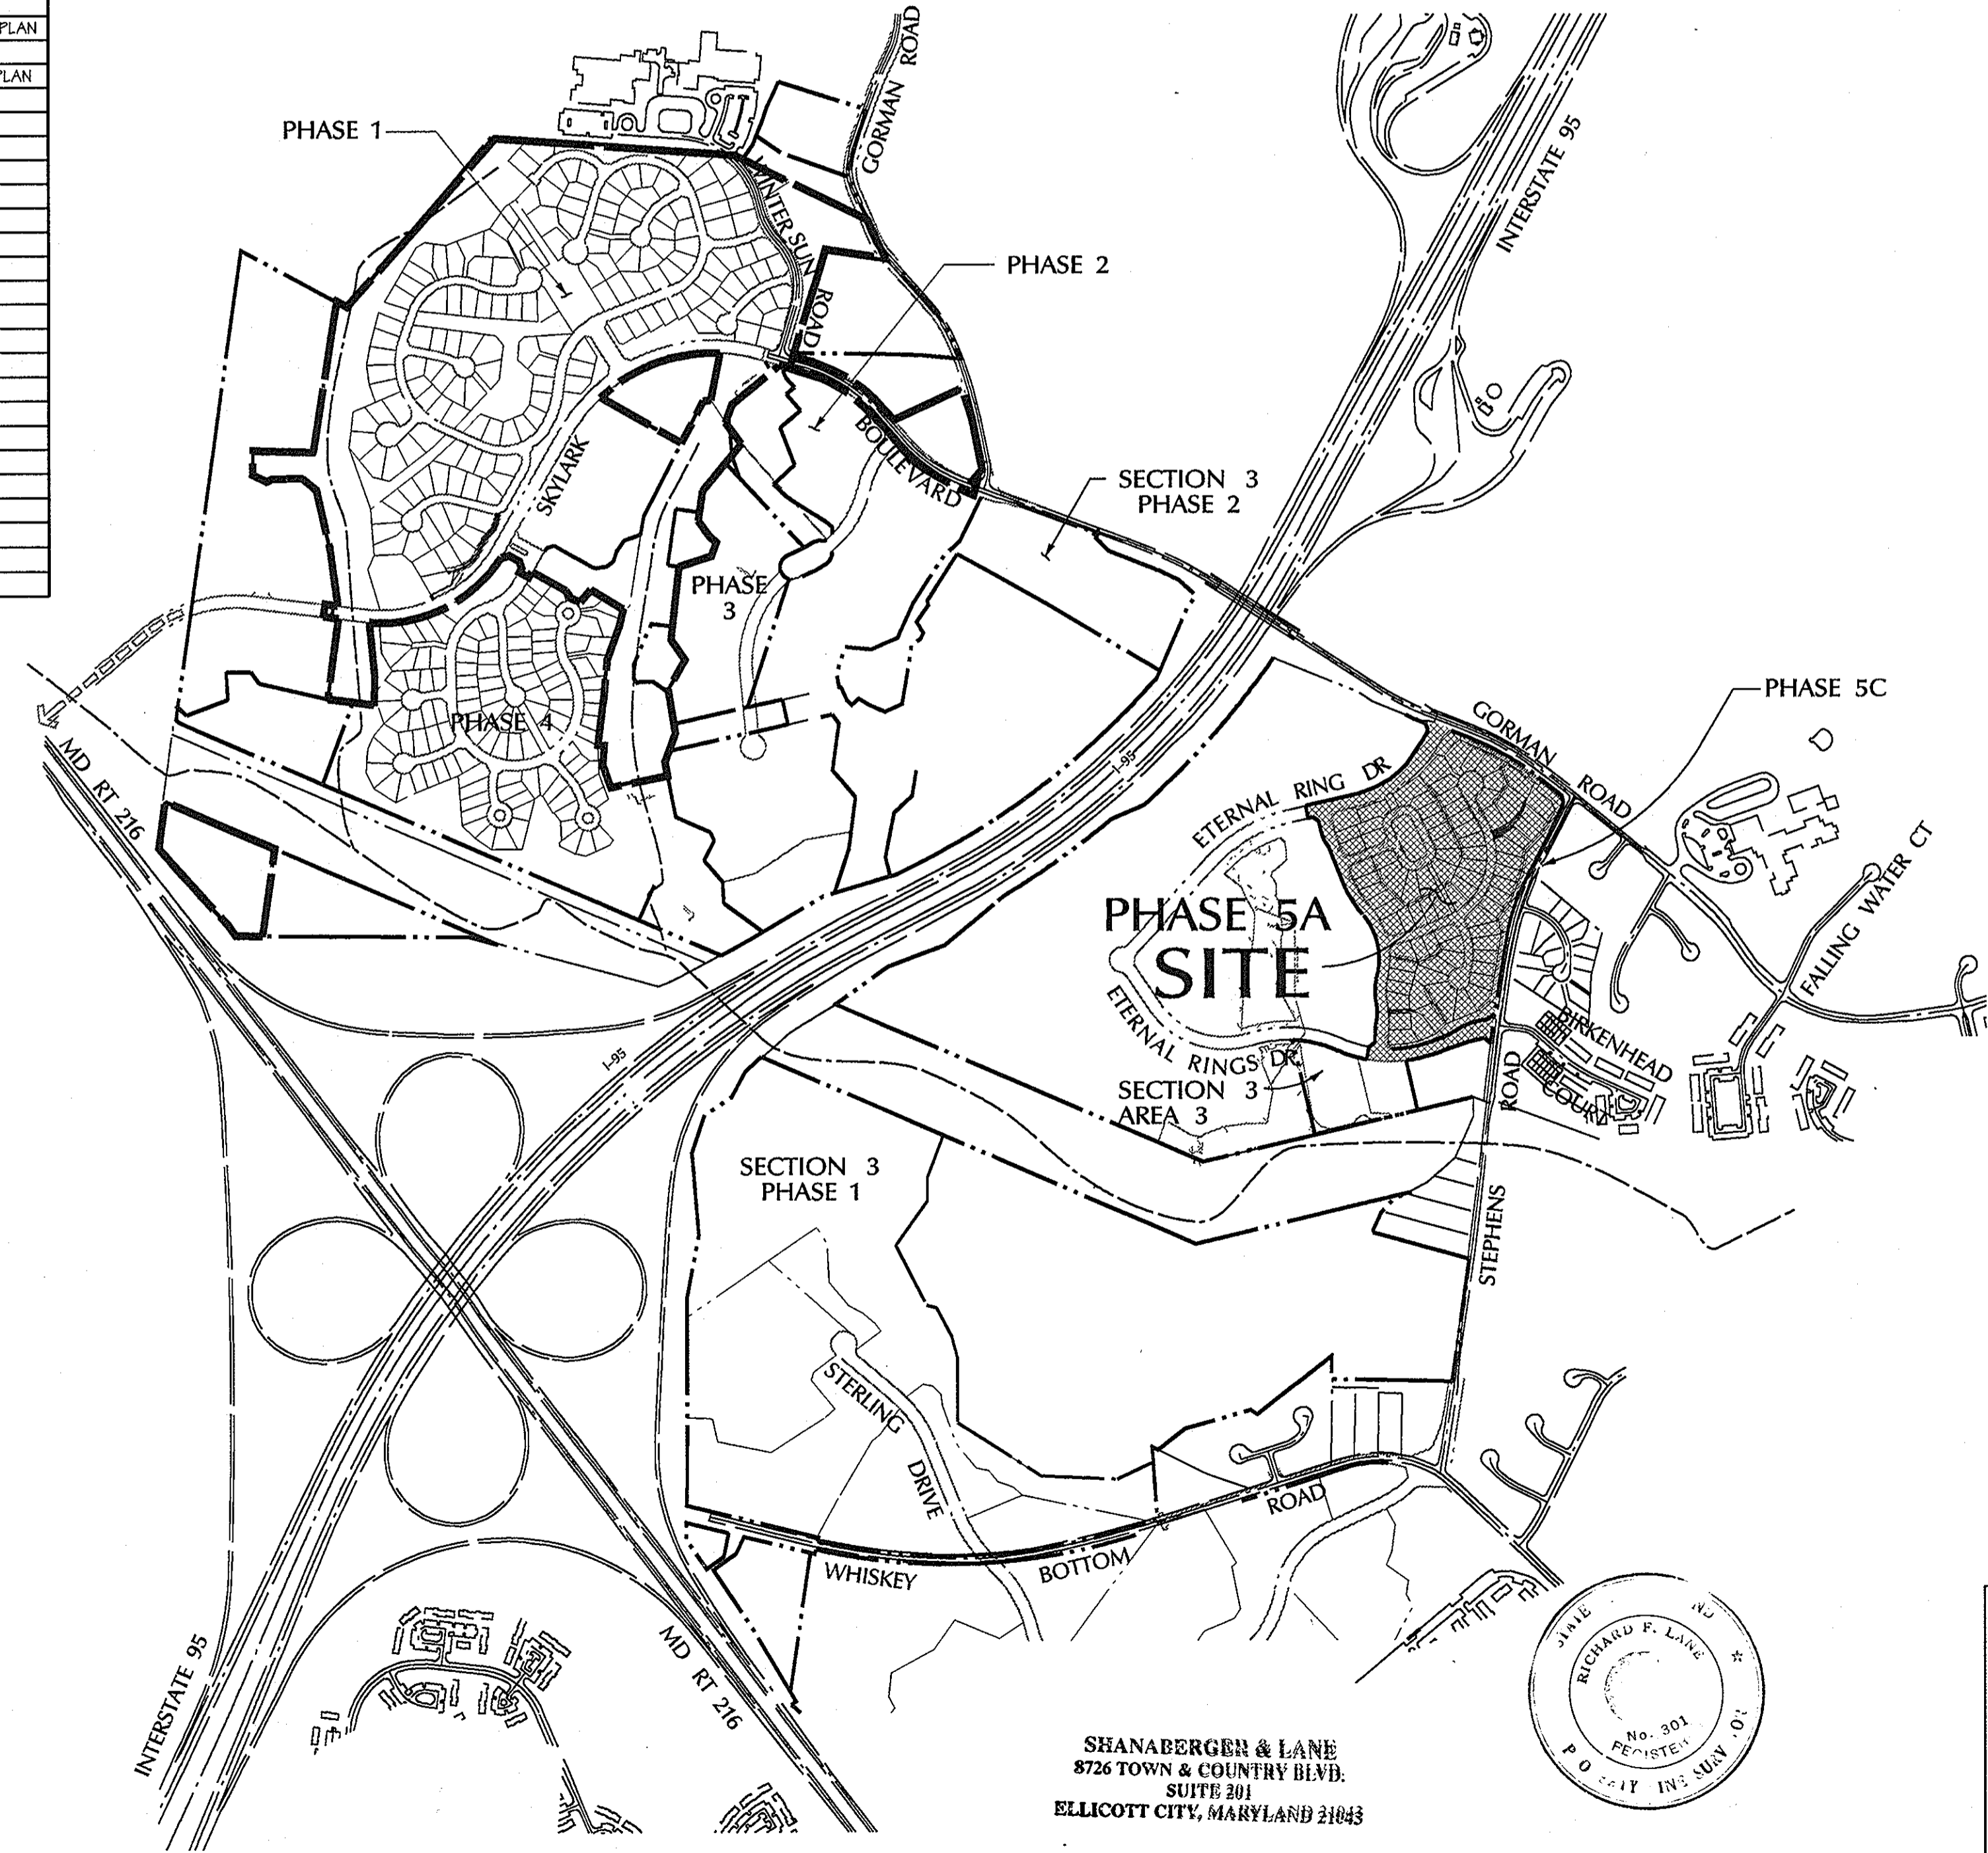 PLAN
PLAN
GORMAN ROAD
INTERSTATE 95
PHASE 1
ROAD
PHASE 2
SKYLARK
BOULEVARD
SECTION 3
PHASE 2
PHASE
3
PHASE 4
PHASE 5C
GORMAN ROAD
I-95
MD RT 216
ETERNAL RING DR
FALLING WATER CT
PHASE 5A
SITE
ETERNAL RINGS DR.
SECTION 3
AREA 3
BIRKENHEAD
COURT
ROAD
STEPHENS
I-95
SECTION 3
PHASE 1
STERLING
DRIVE
ROAD
WHISKEY
BOTTOM
INTERSTATE 95
MD RT 216
RICHARD F. LANE
No. 301
SHANABERGER & LANE
8726 TOWN & COUNTRY BLVD.
SUITE 201
ELLICOTT CITY, MARYLAND 21043